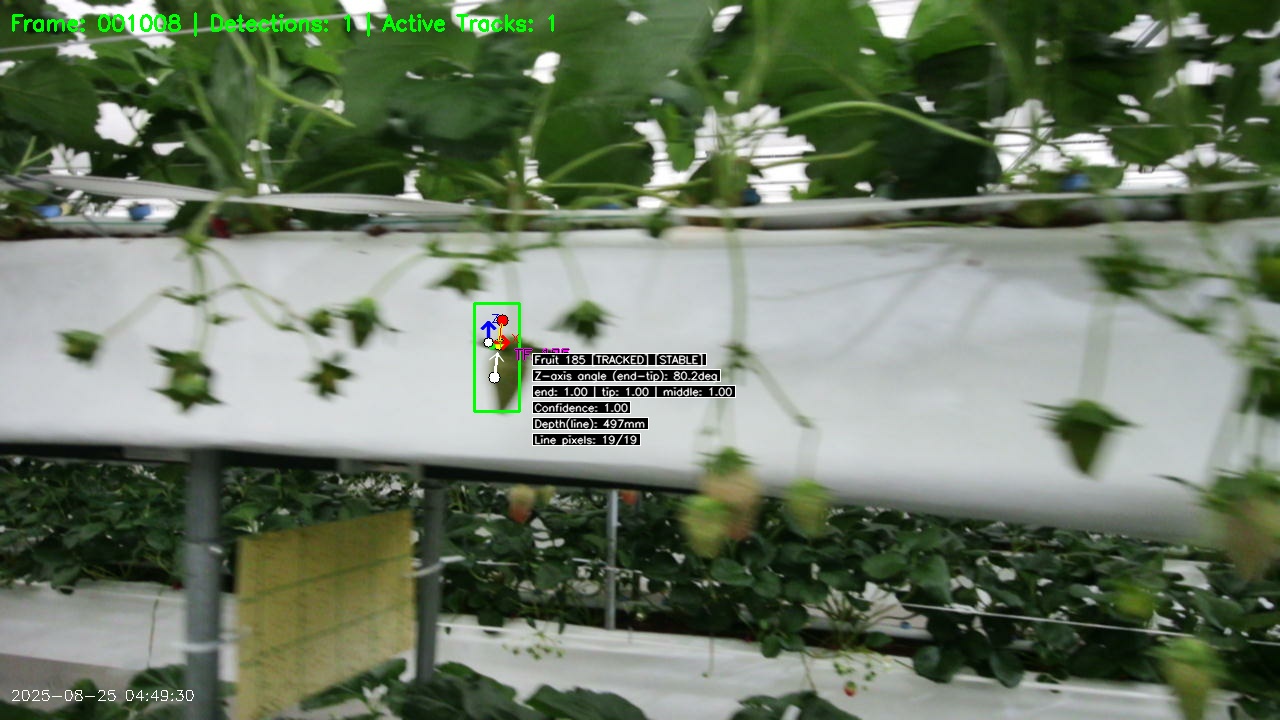 Frame: 001008 | Detections: 1 | Active Tracks: 1
Z
X
Fruit 185 [TRACKED] [STABLE]
Z-axis angle (end-tip): 80.2deg
end: 1.00 | tip: 1.00 | middle: 1.00
Confidence: 1.00
Depth(line): 497mm
Line pixels: 19/19
2025-08-25 04:49:30